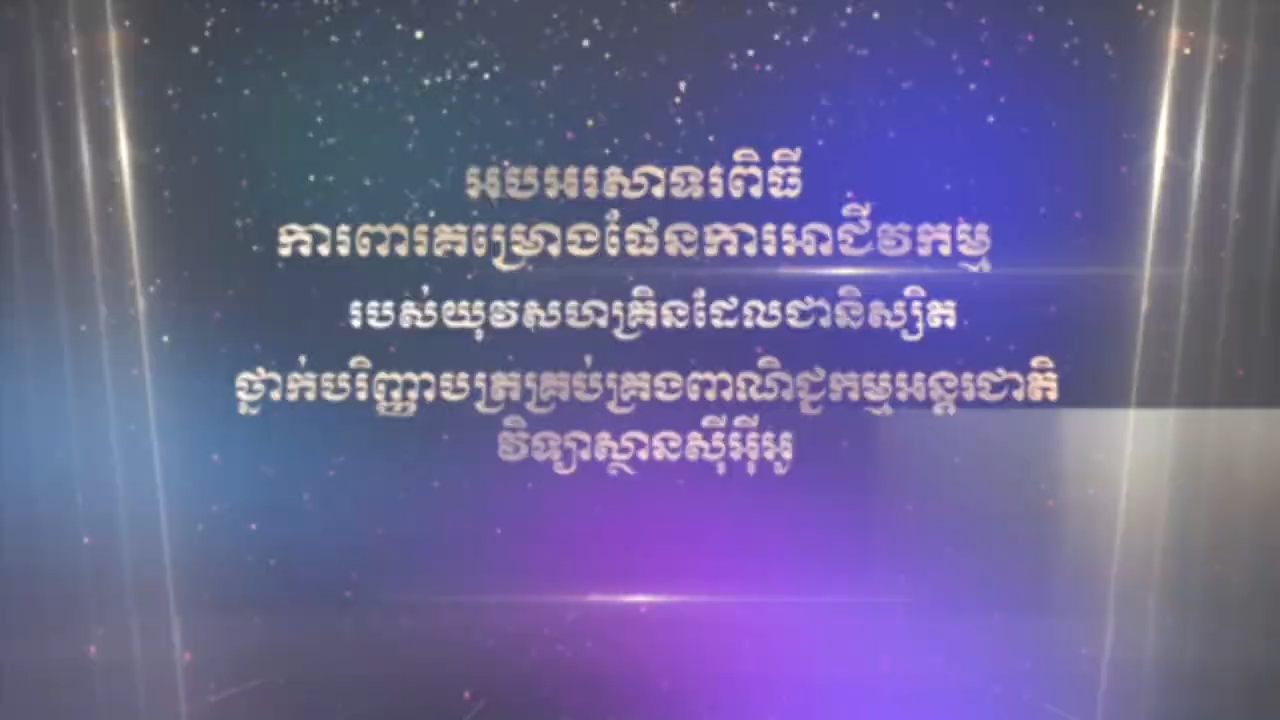 អបអរសាទរពិធី
ការពារគម្រោងផែនការអាជីវកម្ម
របស់យុវសហគ្រិនដែលជានិស្សិត
ថ្នាក់បរិញ្ញាបត្រគ្រប់គ្រងពាណិជ្ជកម្មអន្តរជាតិ
វិទ្យាស្ថានស៊ីអ៊ីអូ